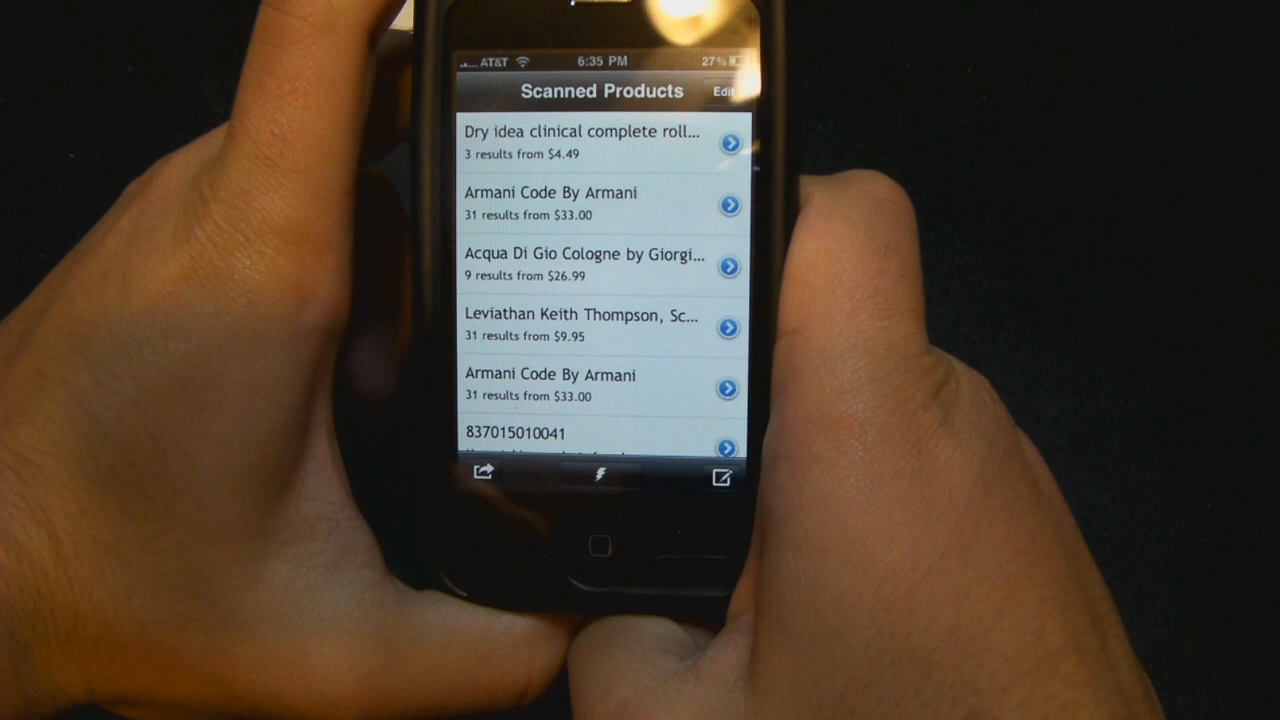 AT&T 6:35 PM 27%
Scanned Products Edit
Dry idea clinical complete roll...
3 results from $4.49
Armani Code By Armani
31 results from $33.00
Acqua Di Gio Cologne by Giorgi...
9 results from $26.99
Leviathan Keith Thompson, Sc...
31 results from $9.95
Armani Code By Armani
31 results from $33.00
837015010041